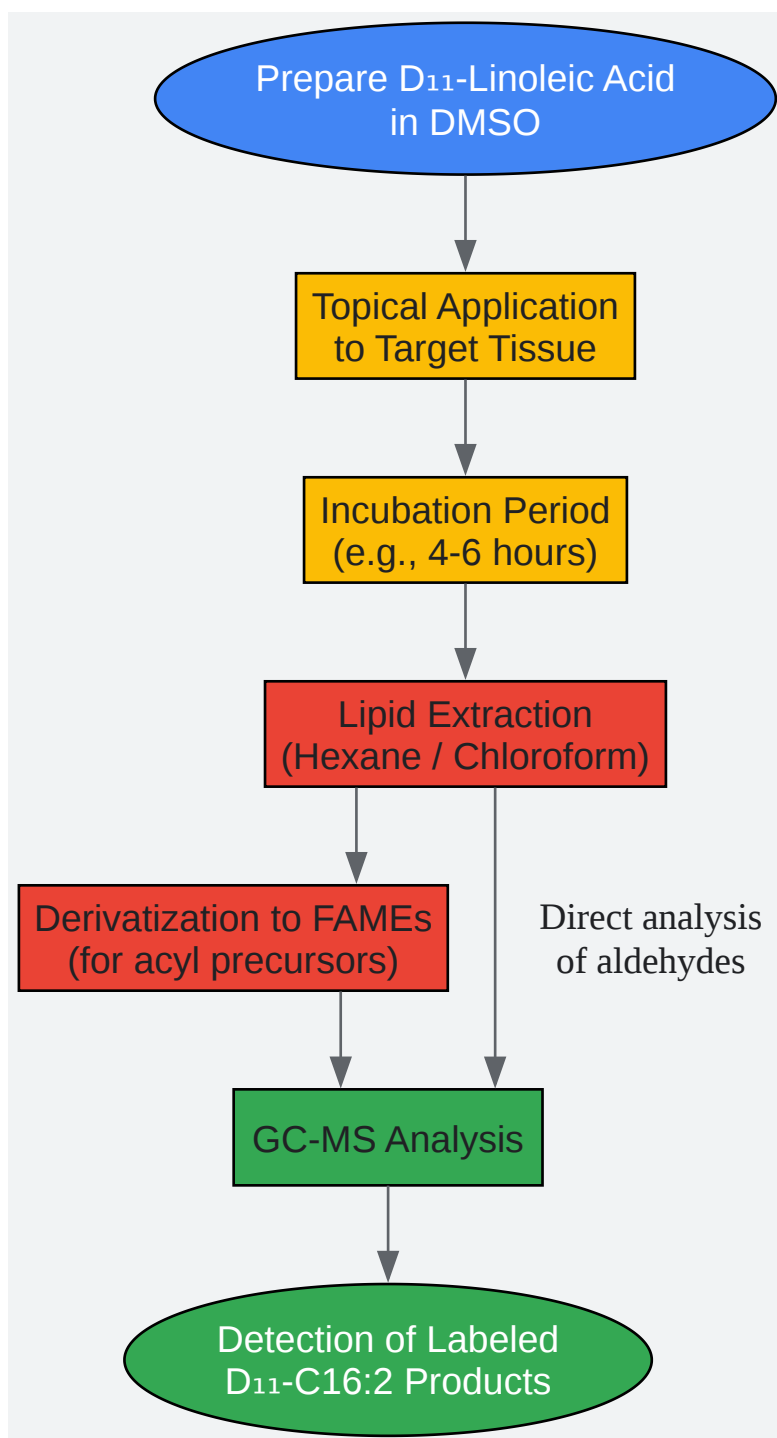 Prepare D₁₁-Linoleic Acid
in DMSO
Topical Application
to Target Tissue
Incubation Period
(e.g., 4-6 hours)
Lipid Extraction
(Hexane / Chloroform)
Derivatization to FAMEs
(for acyl precursors)
Direct analysis
of aldehydes
GC-MS Analysis
Detection of Labeled
D₁₁-C16:2 Products